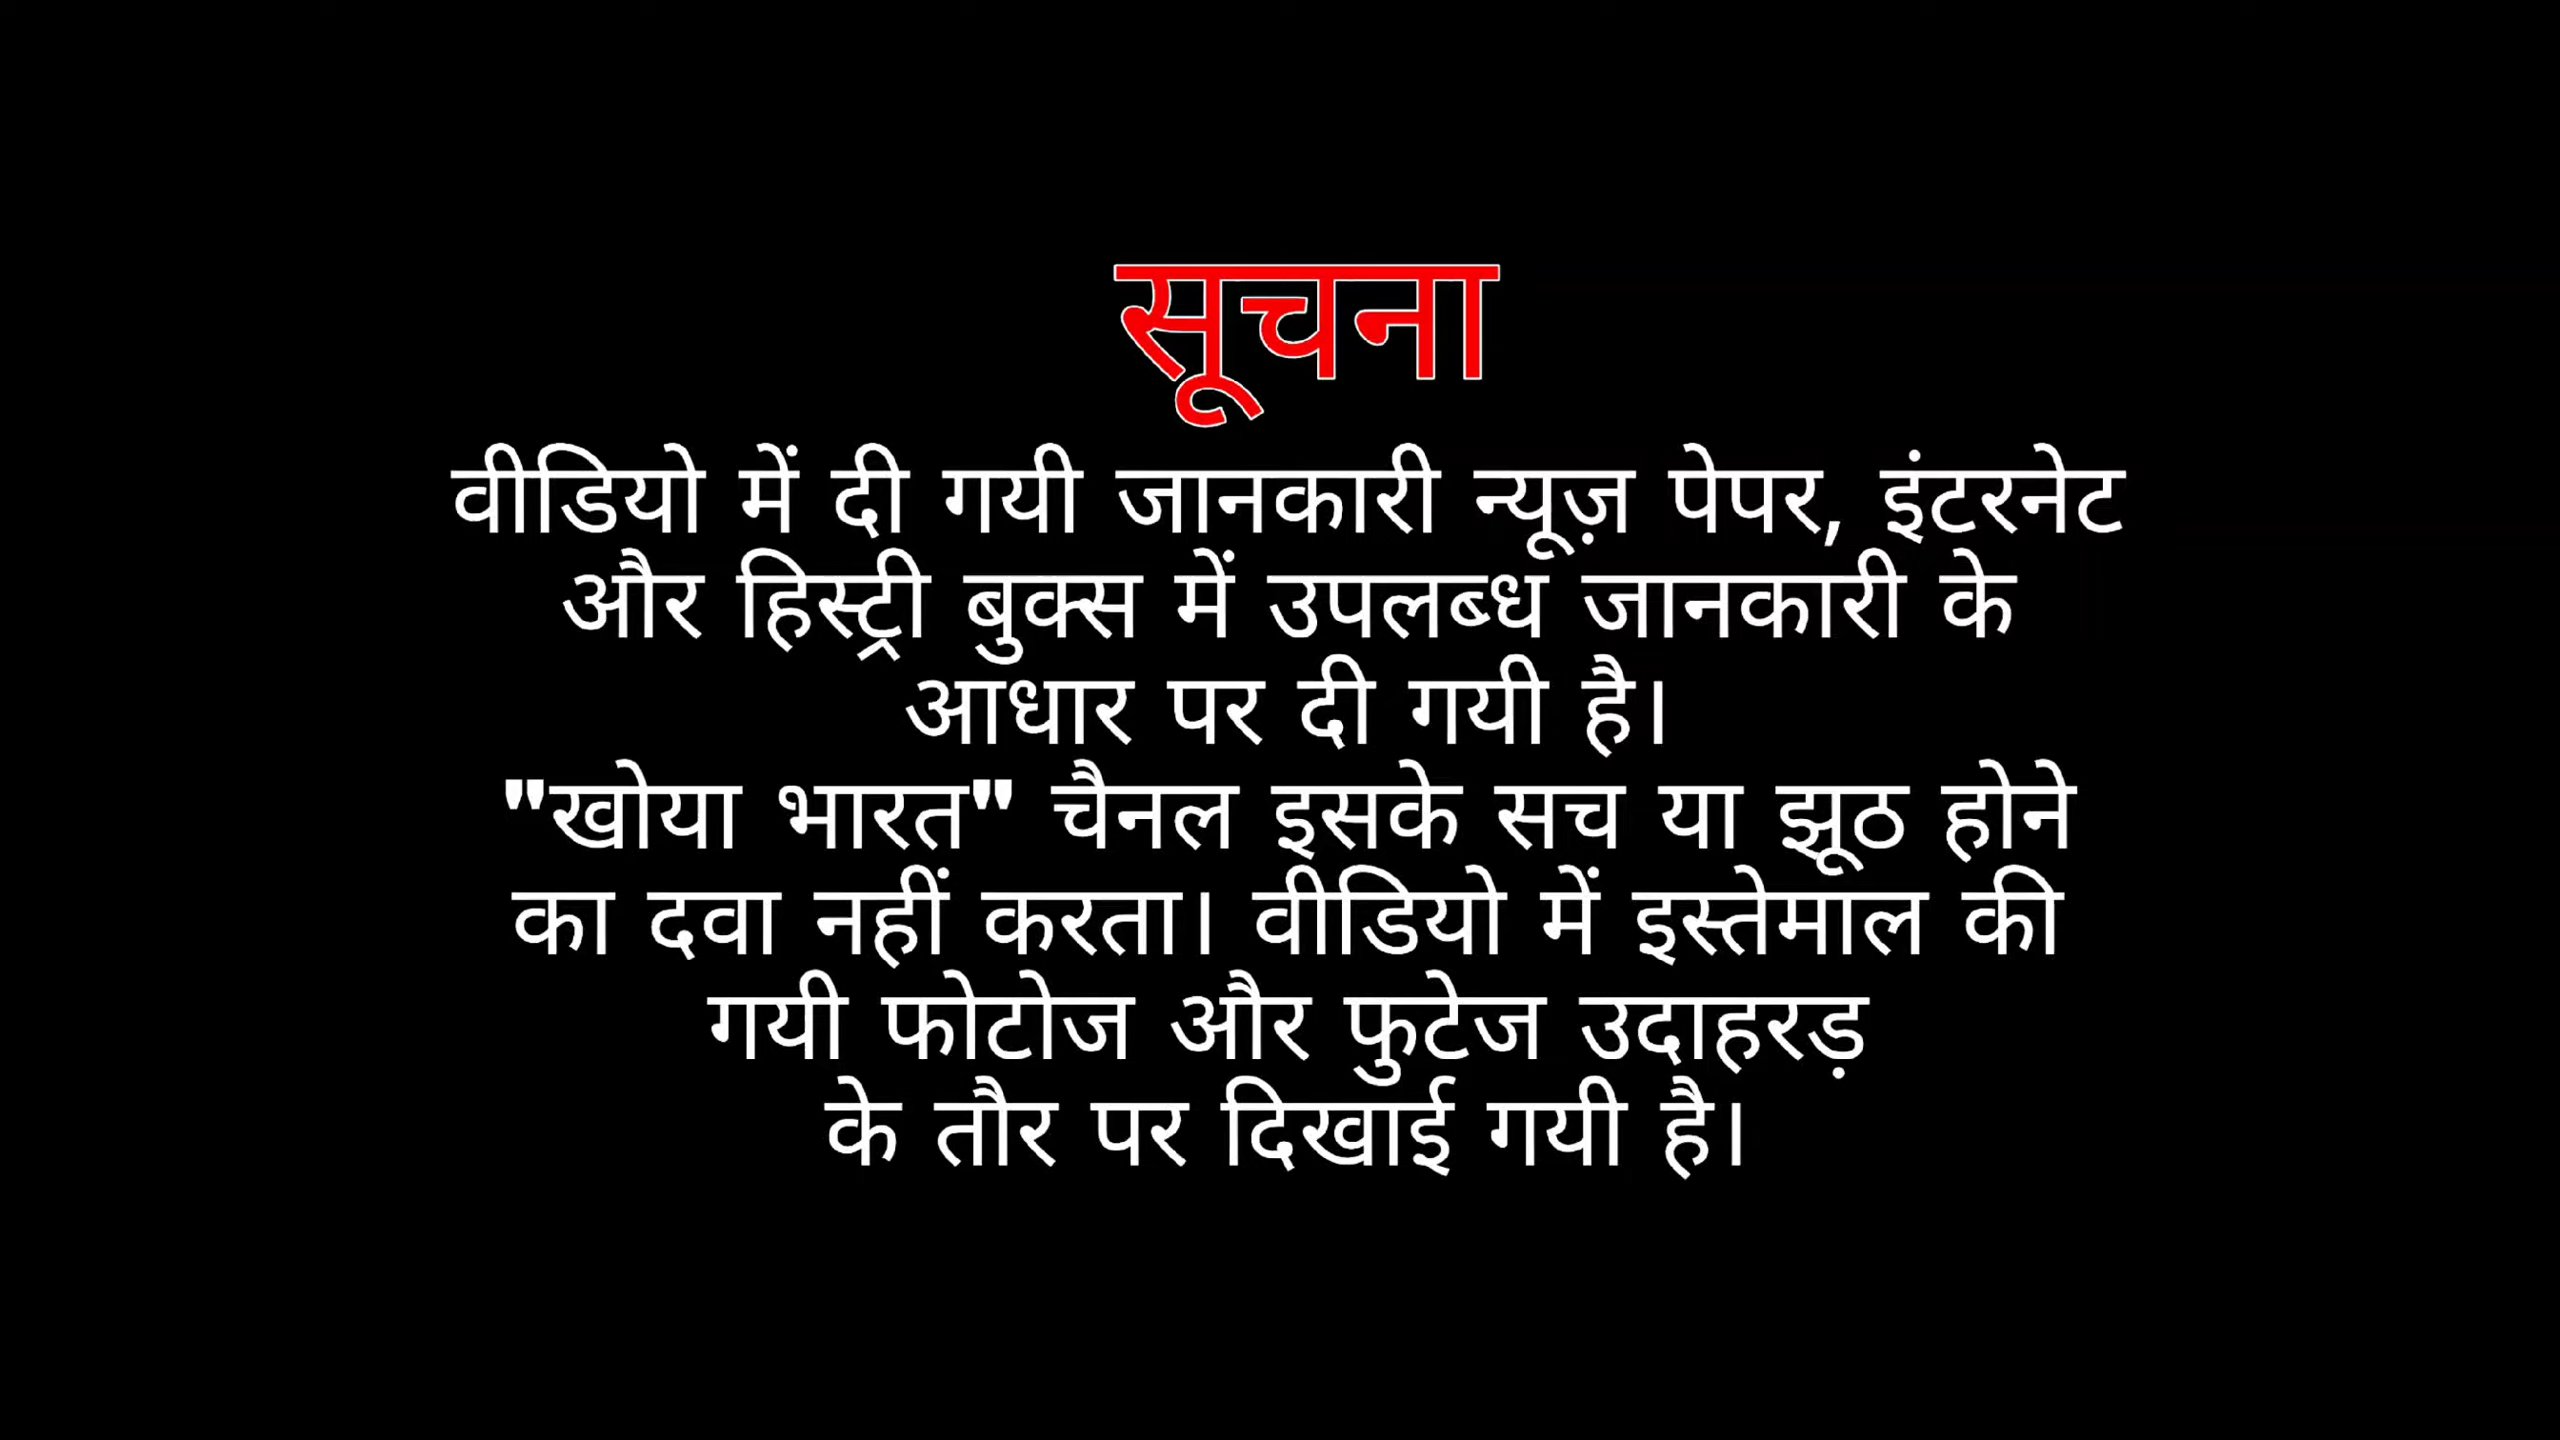 सूचना
वीडियो में दी गयी जानकारी न्यूज़ पेपर, इंटरनेट
और हिस्ट्री बुक्स में उपलब्ध जानकारी के
आधार पर दी गयी है।
"खोया भारत" चैनल इसके सच या झूठ होने
का दवा नहीं करता। वीडियो में इस्तेमाल की
गयी फोटोज और फुटेज उदाहरड़
के तौर पर दिखाई गयी है।